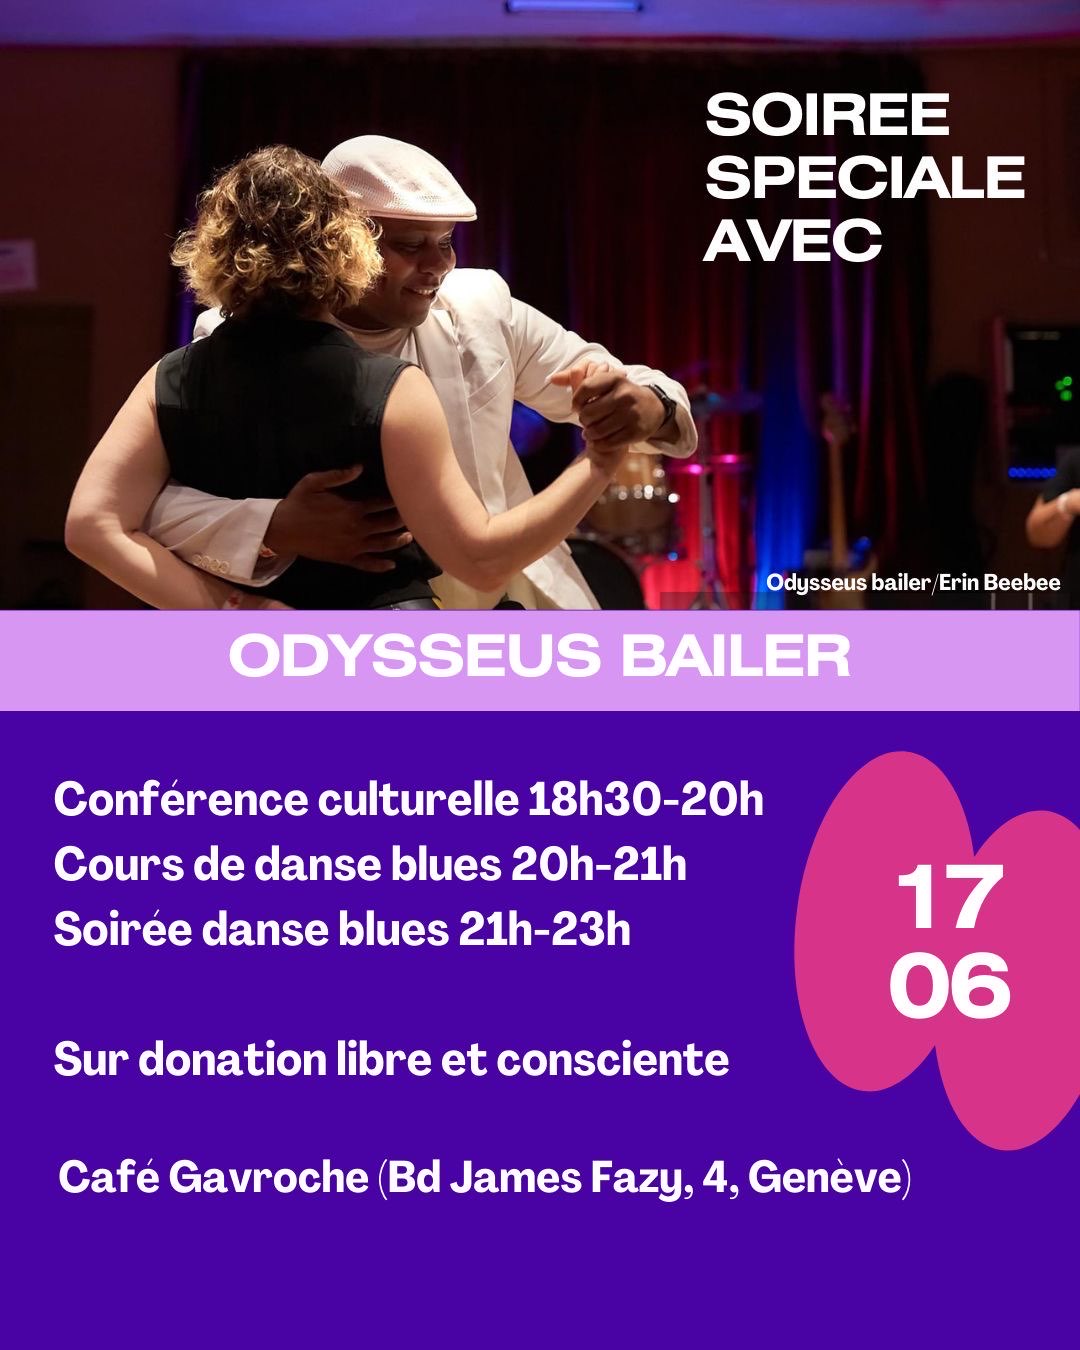 SOIREE
SPECIALE
AVEC
Odysseus bailer/Erin Beebee
ODYSSEUS BAILER
Conférence culturelle 18h30-20h
Cours de danse blues 20h-21h
Soirée danse blues 21h-23h
17
06
Sur donation libre et consciente
Café Gavroche (Bd James Fazy, 4, Genève)